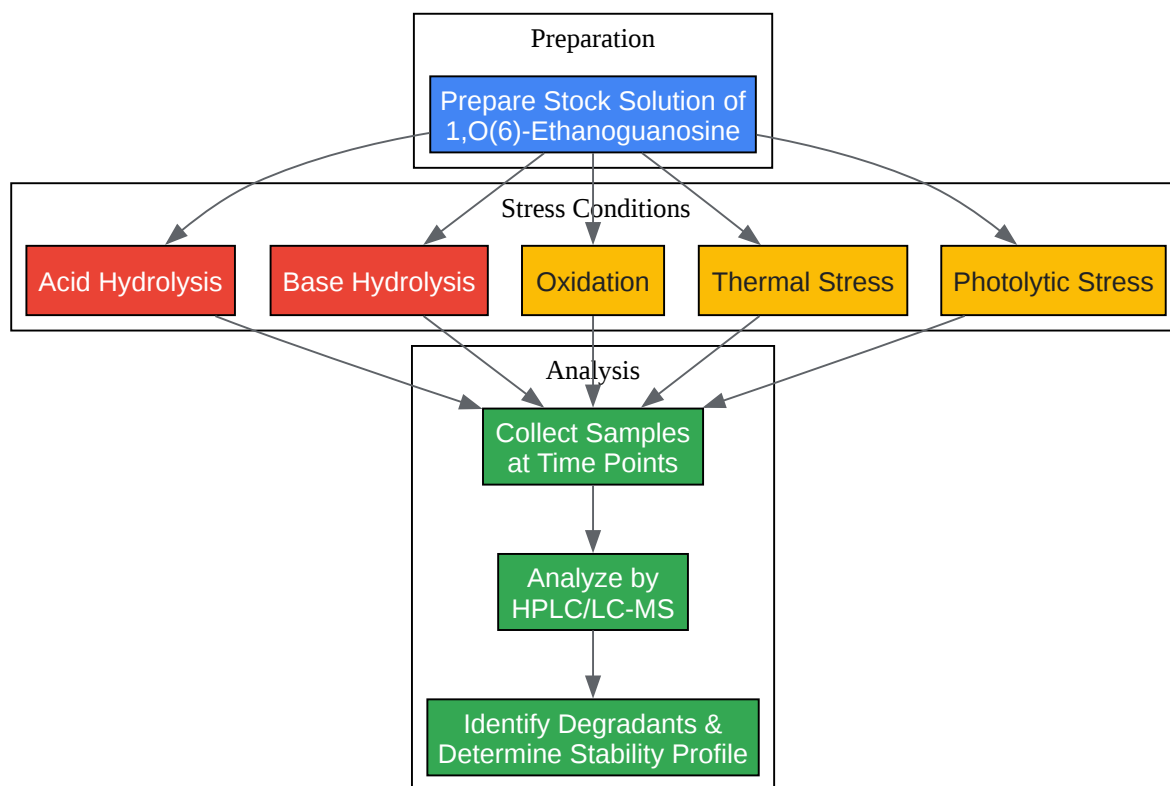 Preparation
Prepare Stock Solution of
1,O(6)-Ethanoguanosine
Stress Conditions
Acid Hydrolysis
Base Hydrolysis
Oxidation
Thermal Stress
Photolytic Stress
Analysis
Collect Samples
at Time Points
Analyze by
HPLC/LC-MS
Identify Degradants &
Determine Stability Profile